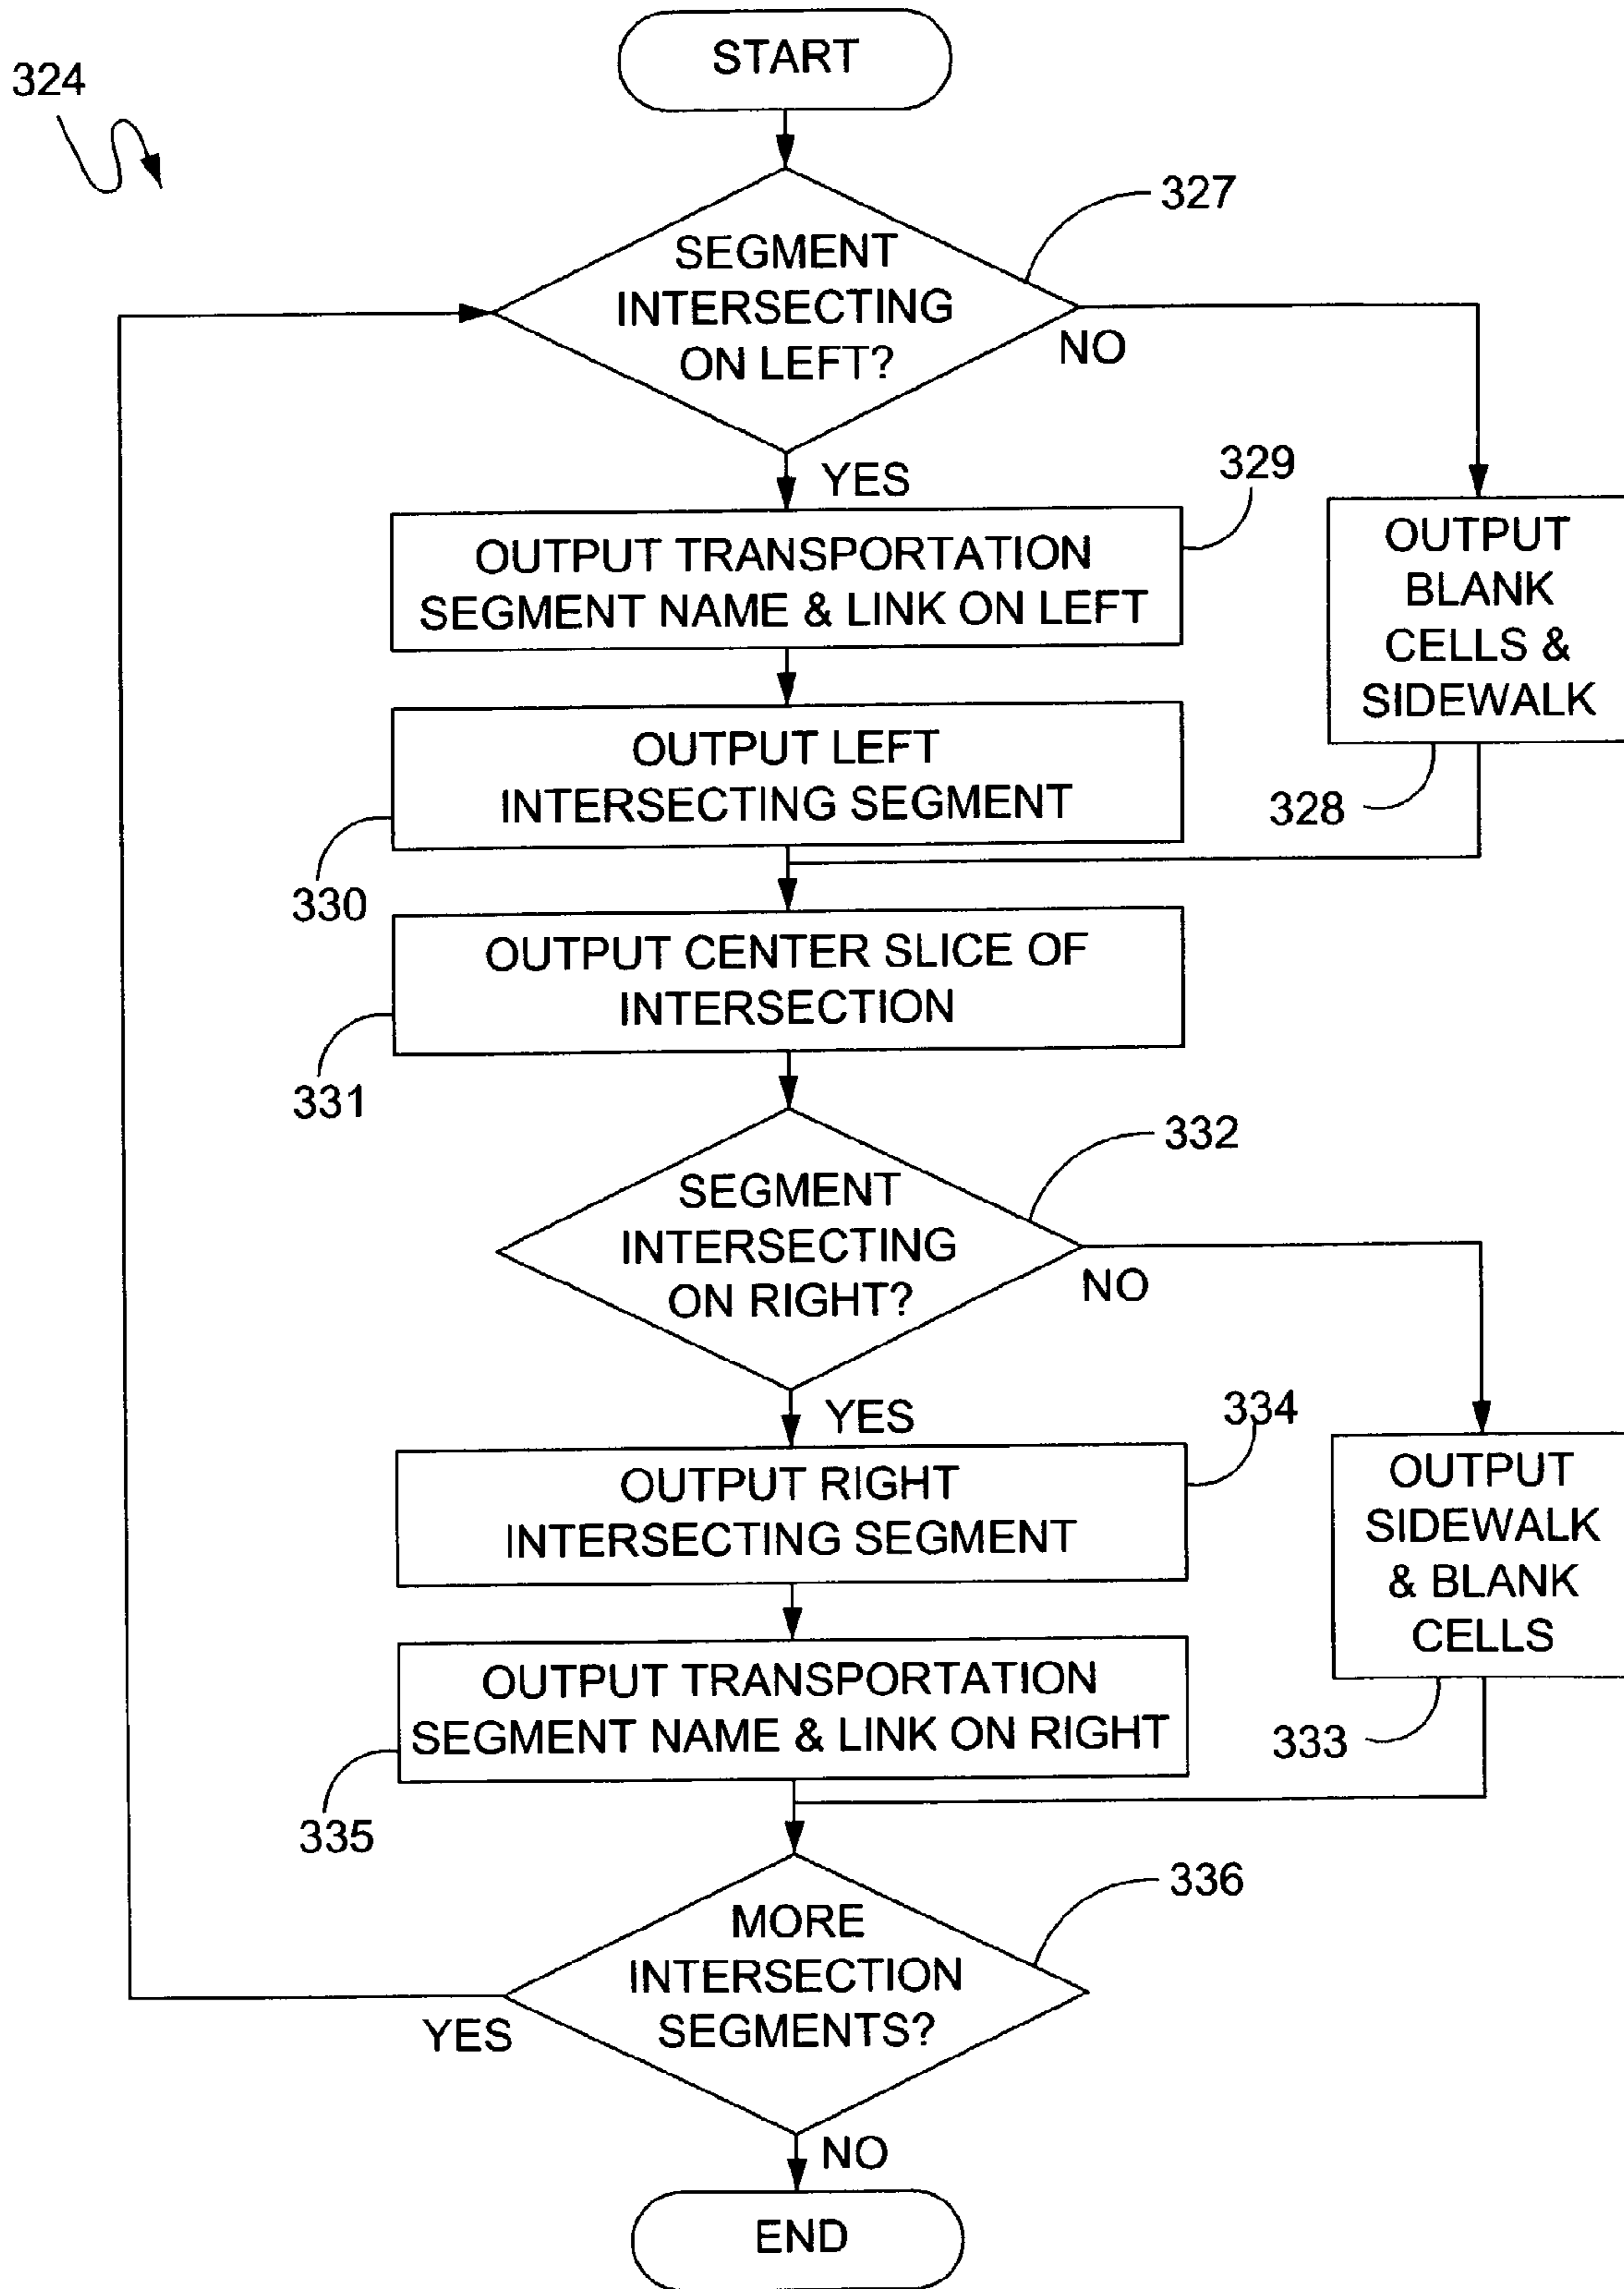 START
324
327
SEGMENT
INTERSECTING
ON LEFT?
NO
YES
329
OUTPUT TRANSPORTATION
SEGMENT NAME & LINK ON LEFT
OUTPUT
BLANK
CELLS &
SIDEWALK
328
OUTPUT LEFT
INTERSECTING SEGMENT
330
OUTPUT CENTER SLICE OF
INTERSECTION
331
332
SEGMENT
INTERSECTING
ON RIGHT?
NO
YES
334
OUTPUT RIGHT
INTERSECTING SEGMENT
OUTPUT
SIDEWALK
& BLANK
CELLS
333
OUTPUT TRANSPORTATION
SEGMENT NAME & LINK ON RIGHT
335
336
MORE
INTERSECTION
SEGMENTS?
YES
NO
END